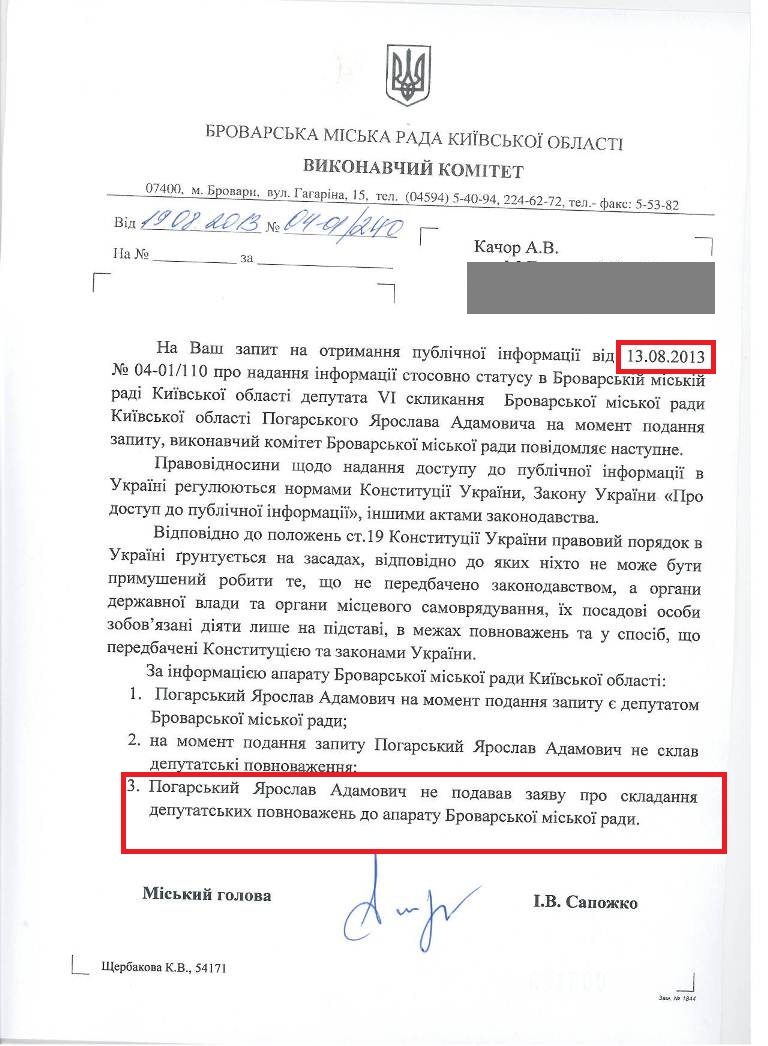 БРОВАРСЬКА МІСЬКА РАДА КИЇВСЬКОЇ ОБЛАСТІ
ВИКОНАВЧИЙ КОМІТЕТ
07400, м. Бровари, вул. Гагаріна, 15, тел. (04594) 5-40-94, 224-62-72, тел.- факс: 5-53-82
Від 19 08 2013 № 04-01/240
На № __________ за __________
Качор А.В.
На Ваш запит на отримання публічної інформації від 13.08.2013
№ 04-01/110 про надання інформації стосовно статусу в Броварській міській
раді Київської області депутата VI скликання Броварської міської ради
Київської області Погарського Ярослава Адамовича на момент подання
запиту, виконавчий комітет Броварської міської ради повідомляє наступне.
Правовідносини щодо надання доступу до публічної інформації в
Україні регулюються нормами Конституції України, Закону України «Про
доступ до публічної інформації», іншими актами законодавства.
Відповідно до положень ст.19 Конституції України правовий порядок в
Україні ґрунтується на засадах, відповідно до яких ніхто не може бути
примушений робити те, що не передбачено законодавством, а органи
державної влади та органи місцевого самоврядування, їх посадові особи
зобов’язані діяти лише на підставі, в межах повноважень та у спосіб, що
передбачені Конституцією та законами України.
За інформацією апарату Броварської міської ради Київської області:
1. Погарський Ярослав Адамович на момент подання запиту є депутатом
Броварської міської ради;
2. на момент подання запиту Погарський Ярослав Адамович не склав
депутатські повноваження;
3. Погарський Ярослав Адамович не подавав заяву про складання
депутатських повноважень до апарату Броварської міської ради.
Міський голова І.В. Сапожко
Щербакова К.В., 54171
Зам. № 1844